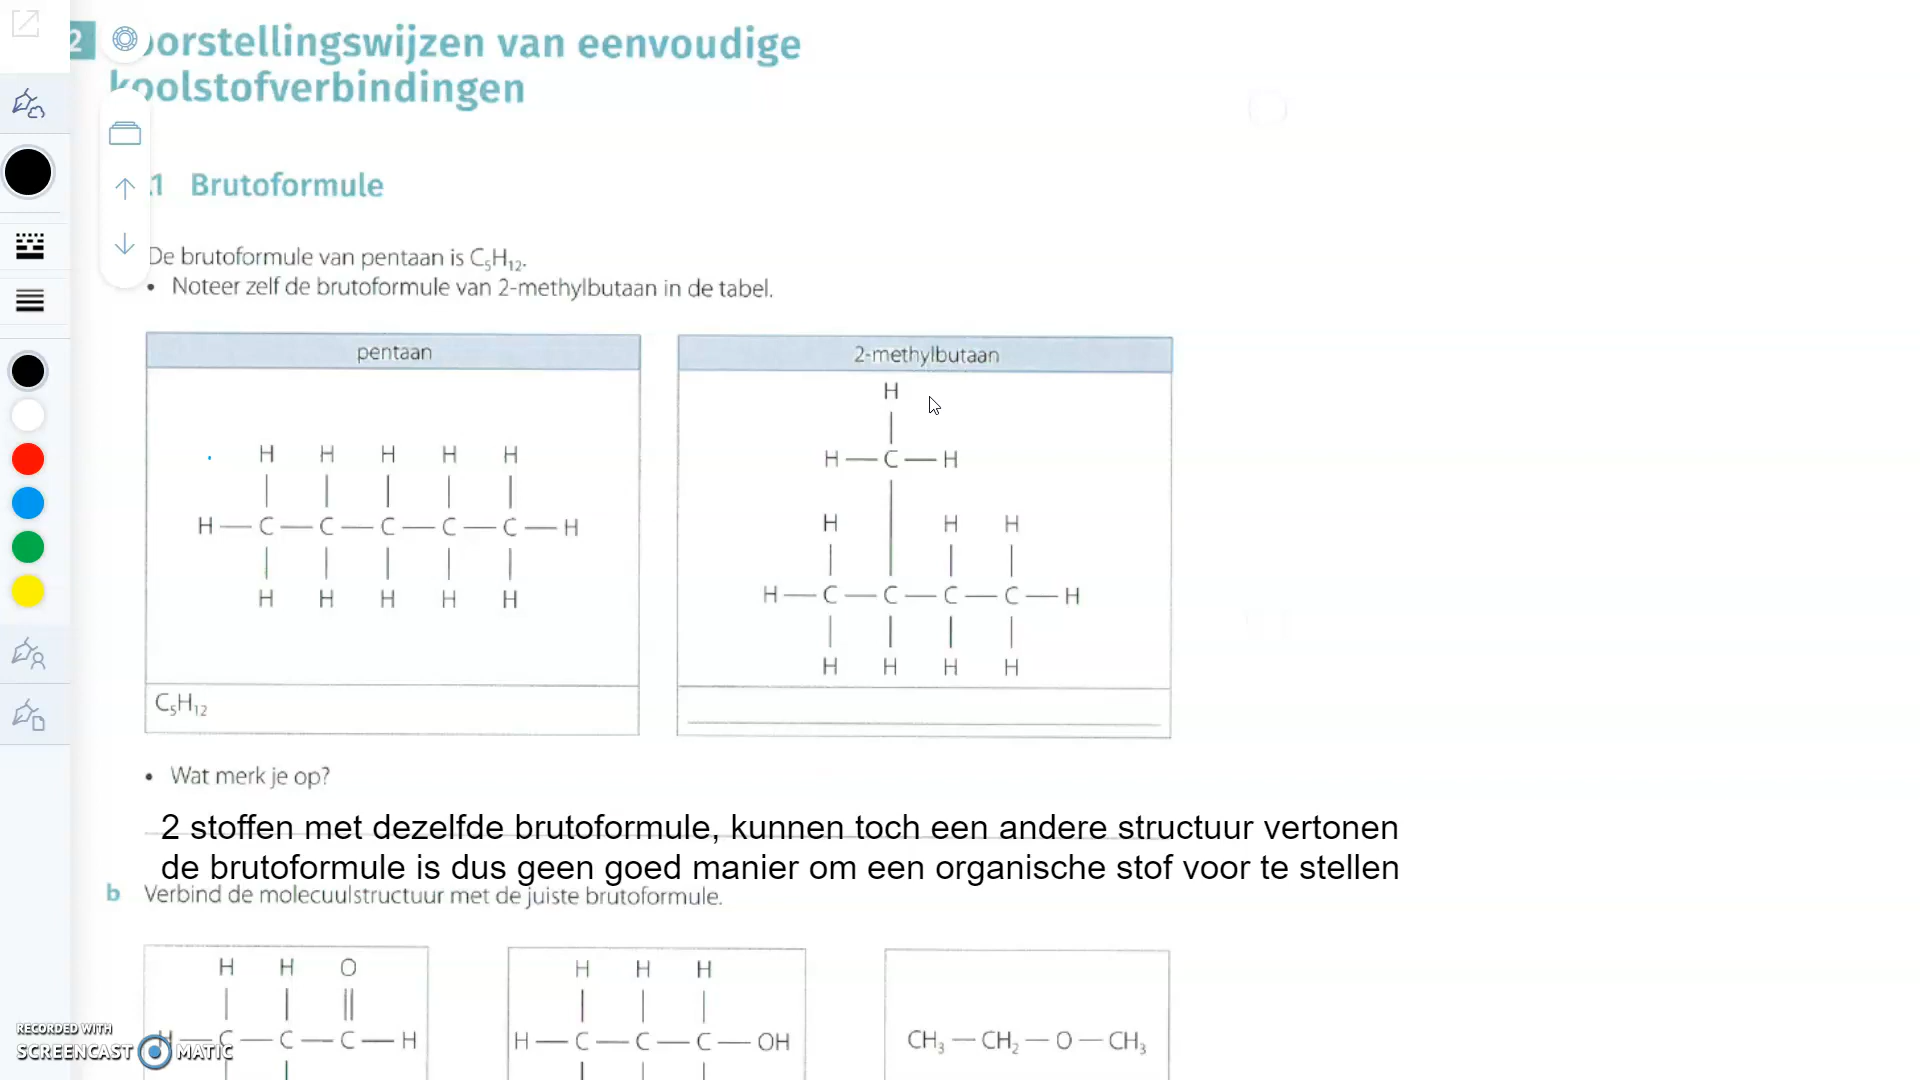 2 oorstellingswijzen van eenvoudige
koolstofverbindingen
.1 Brutoformule
De brutoformule van pentaan is C₅H₁₂.
• Noteer zelf de brutoformule van 2-methylbutaan in de tabel.
pentaan
H H H H H
H — C — C — C — C — C — H
H H H H H
C₅H₁₂
2-methylbutaan
H
H — C — H
H H H
H — C — C — C — C — H
H H H H
• Wat merk je op?
2 stoffen met dezelfde brutoformule, kunnen toch een andere structuur vertonen
de brutoformule is dus geen goed manier om een organische stof voor te stellen
b Verbind de molecuulstructuur met de juiste brutoformule.
H H O
H — C — C — C — H
H H H
H — C — C — C — OH
CH₃ — CH₂ — O — CH₃
RECORDED WITH
SCREENCAST MATIC